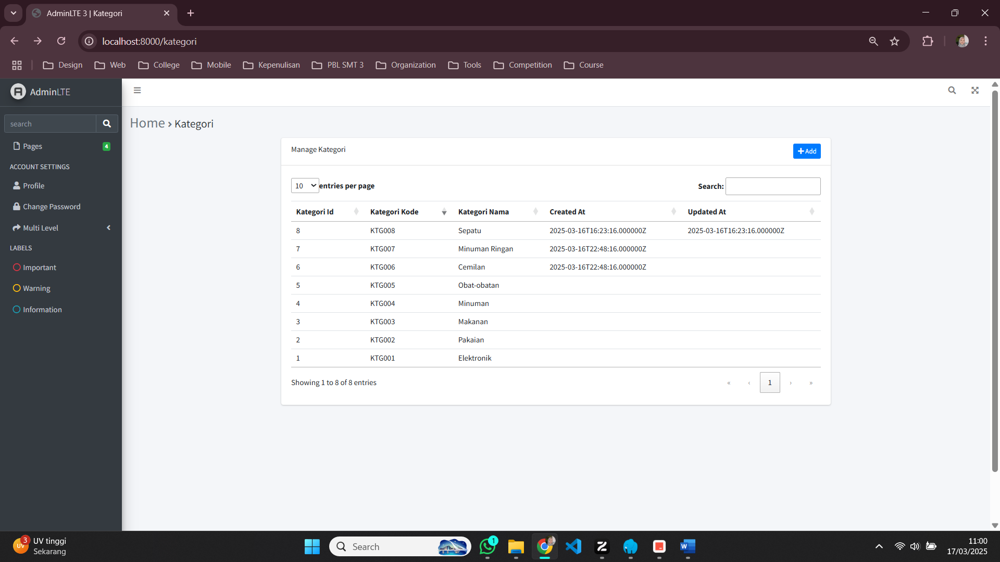 AdminLTE 3 | Kategori
localhost:8000/kategori
Design Web College Mobile Kepenulisan PBL SMT 3 Organization Tools Competition Course
AdminLTE
search
Pages 4
ACCOUNT SETTINGS
Profile
Change Password
Multi Level
LABELS
Important
Warning
Information
Home › Kategori
Manage Kategori
+ Add
10 entries per page
Search:
Kategori Id Kategori Kode Kategori Nama Created At Updated At
8 KTG008 Sepatu 2025-03-16T16:23:16.000000Z 2025-03-16T16:23:16.000000Z
7 KTG007 Minuman Ringan 2025-03-16T22:48:16.000000Z
6 KTG006 Cemilan 2025-03-16T22:48:16.000000Z
5 KTG005 Obat-obatan
4 KTG004 Minuman
3 KTG003 Makanan
2 KTG002 Pakaian
1 KTG001 Elektronik
Showing 1 to 8 of 8 entries
« ‹ 1 › »
UV 3
UV tinggi
Sekarang
Search
1
W
11:00
17/03/2025